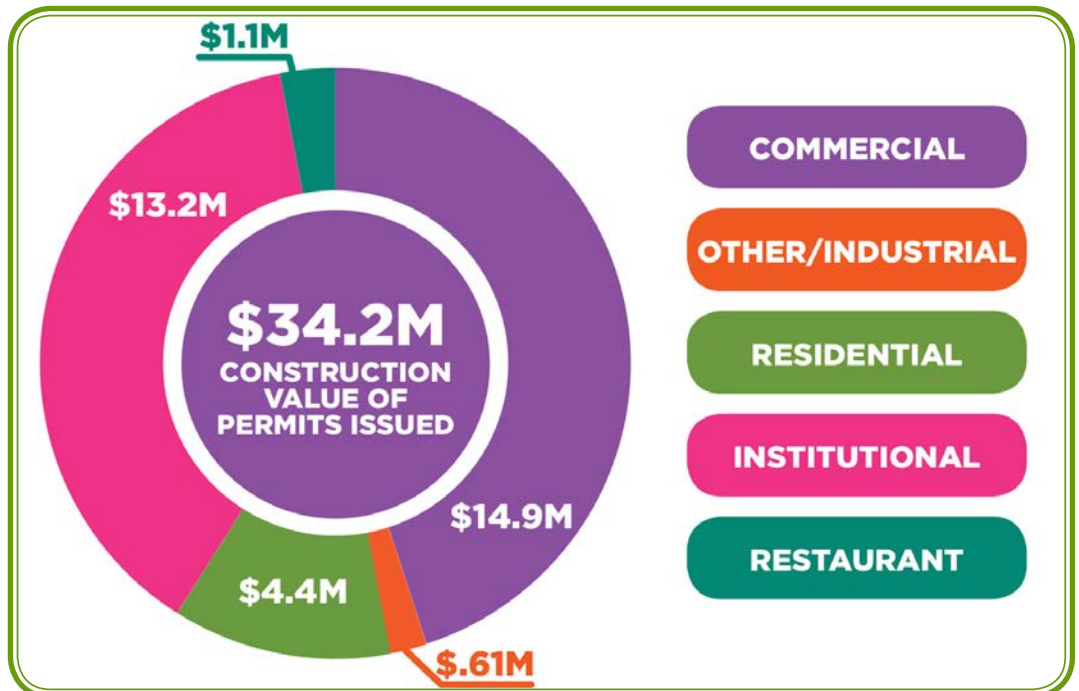 $1.1M
$13.2M
$34.2M
CONSTRUCTION
VALUE OF
PERMITS ISSUED
$14.9M
$4.4M
$.61M
COMMERCIAL
OTHER/INDUSTRIAL
RESIDENTIAL
INSTITUTIONAL
RESTAURANT